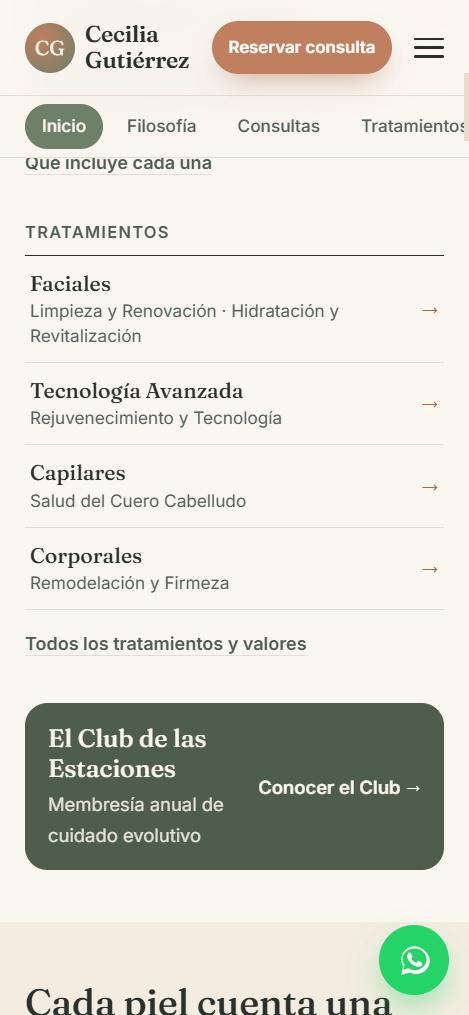 CG
Cecilia
Gutiérrez
Reservar consulta
Inicio
Filosofía
Consultas
Tratamientos
Qué incluye cada una
TRATAMIENTOS
Faciales
Limpieza y Renovación · Hidratación y
Revitalización
→
Tecnología Avanzada
Rejuvenecimiento y Tecnología
→
Capilares
Salud del Cuero Cabelludo
→
Corporales
Remodelación y Firmeza
→
Todos los tratamientos y valores
El Club de las
Estaciones
Membresía anual de
cuidado evolutivo
Conocer el Club →
Cada piel cuenta una